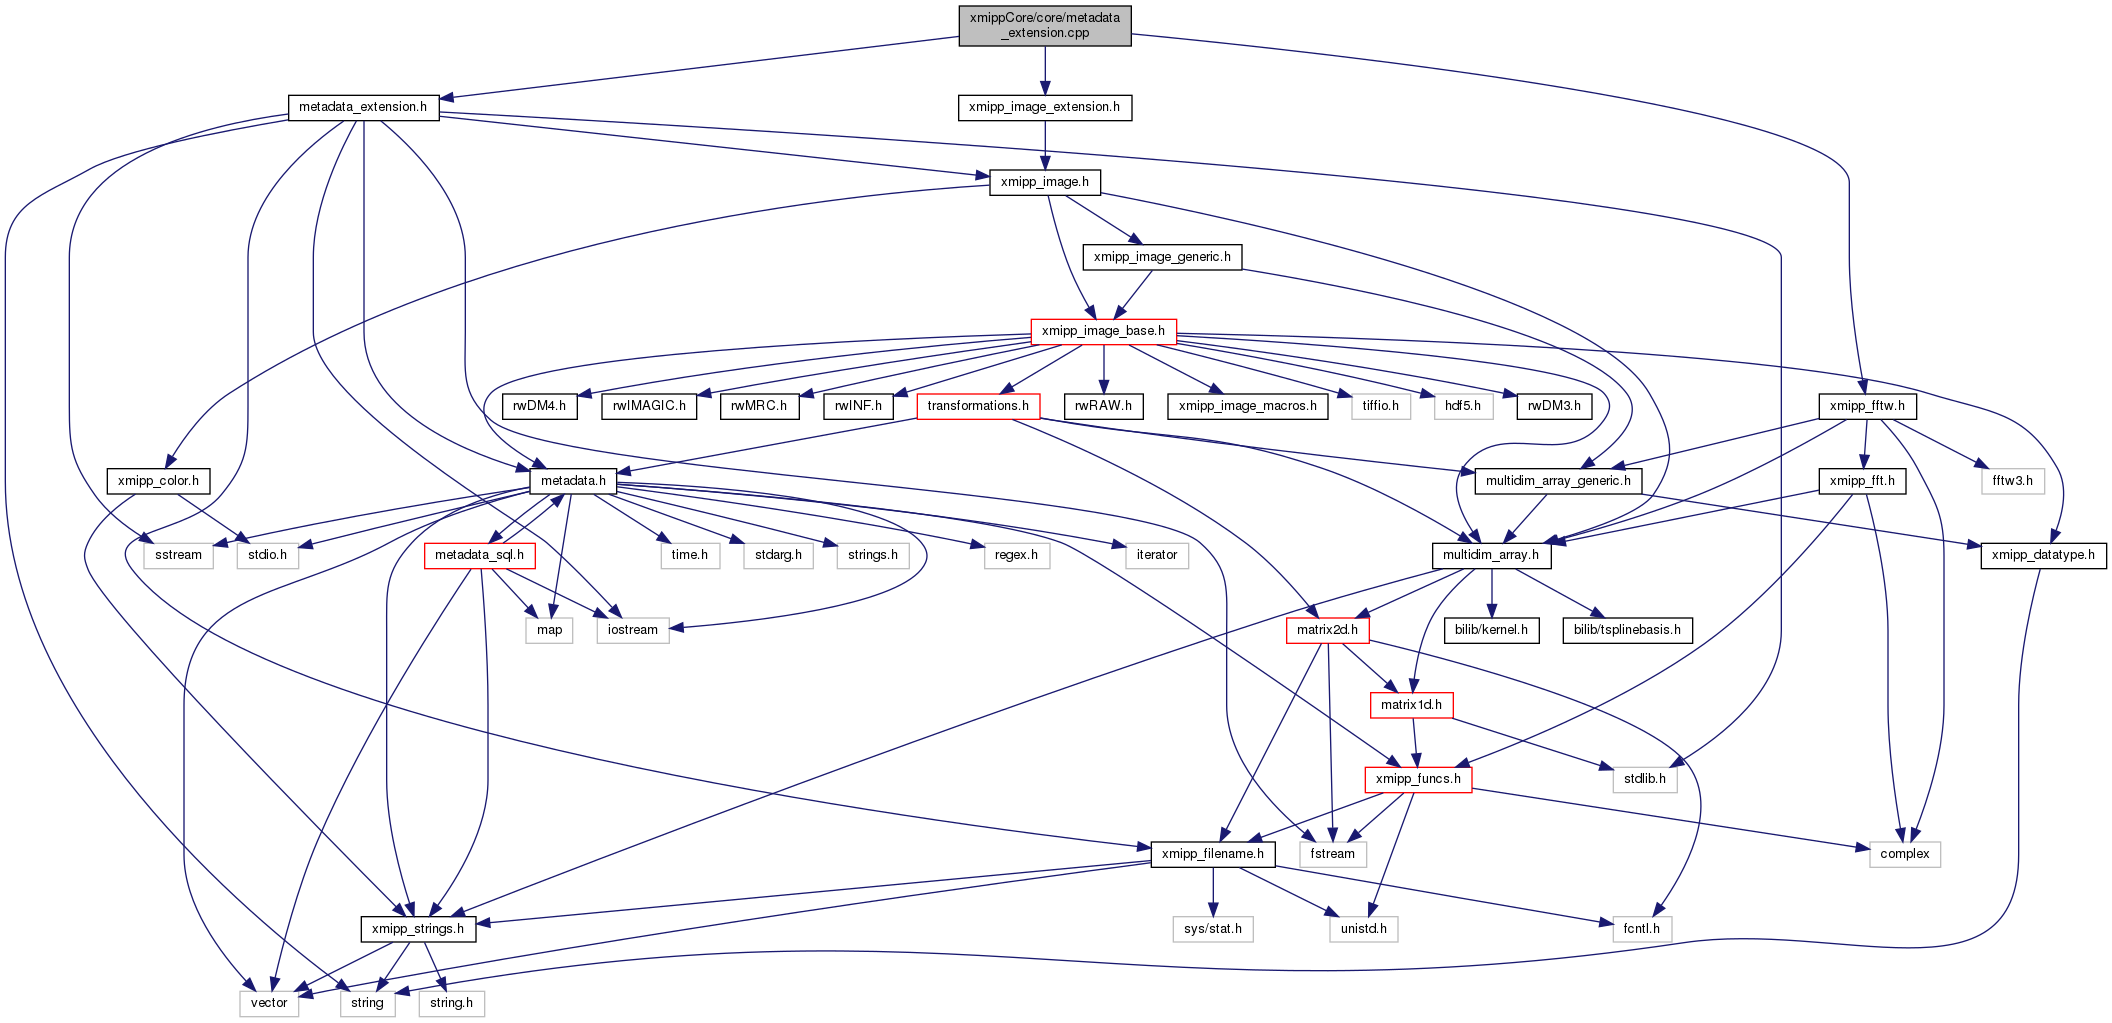 xmippCore/core/metadata
_extension.cpp
metadata_extension.h
xmipp_image_extension.h
xmipp_image.h
xmipp_image_generic.h
xmipp_image_base.h
rwDM4.h
rwIMAGIC.h
rwMRC.h
rwINF.h
transformations.h
rwRAW.h
xmipp_image_macros.h
tiffio.h
hdf5.h
rwDM3.h
xmipp_fftw.h
xmipp_color.h
metadata.h
multidim_array_generic.h
xmipp_fft.h
fftw3.h
sstream
stdio.h
metadata_sql.h
time.h
stdarg.h
strings.h
regex.h
iterator
multidim_array.h
xmipp_datatype.h
map
iostream
matrix2d.h
bilib/kernel.h
bilib/tsplinebasis.h
matrix1d.h
xmipp_funcs.h
stdlib.h
xmipp_filename.h
fstream
complex
xmipp_strings.h
sys/stat.h
unistd.h
fcntl.h
vector
string
string.h